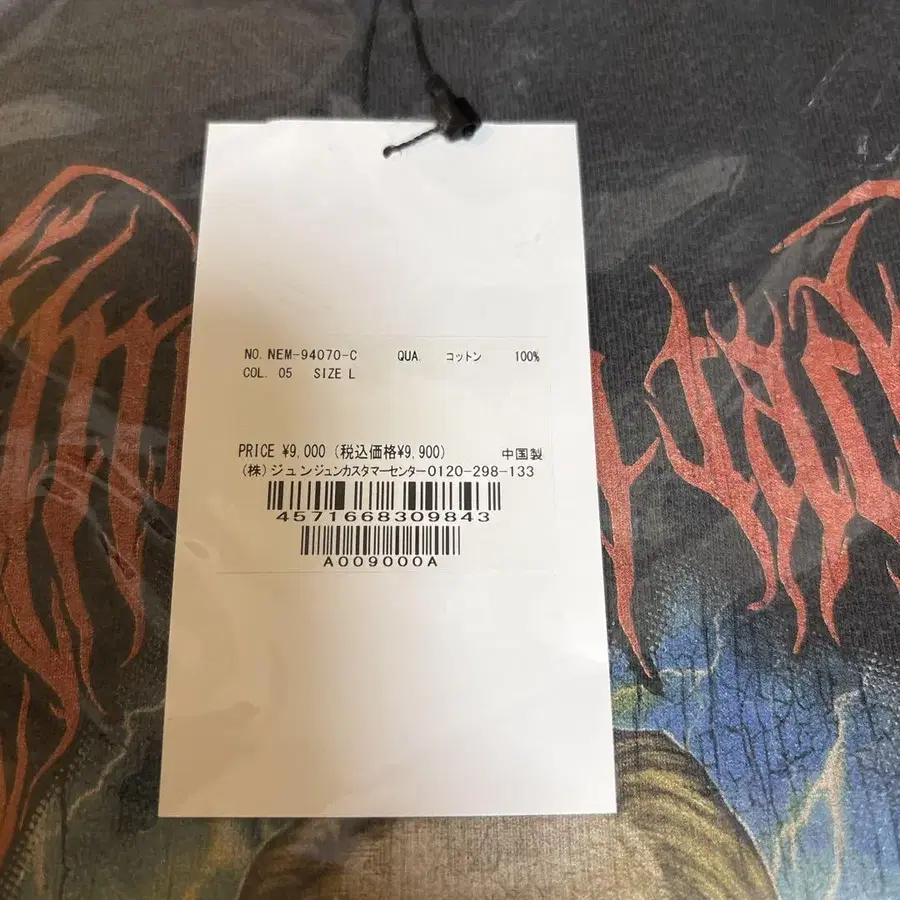 NO. NEM-94070-C QUA. コットン 100%
COL. 05 SIZE L
PRICE ¥9,000 (税込価格¥9,900) 中国製
(株)ジュンジュンカスタマーセンター0120-298-133
4571668309843
A009000A